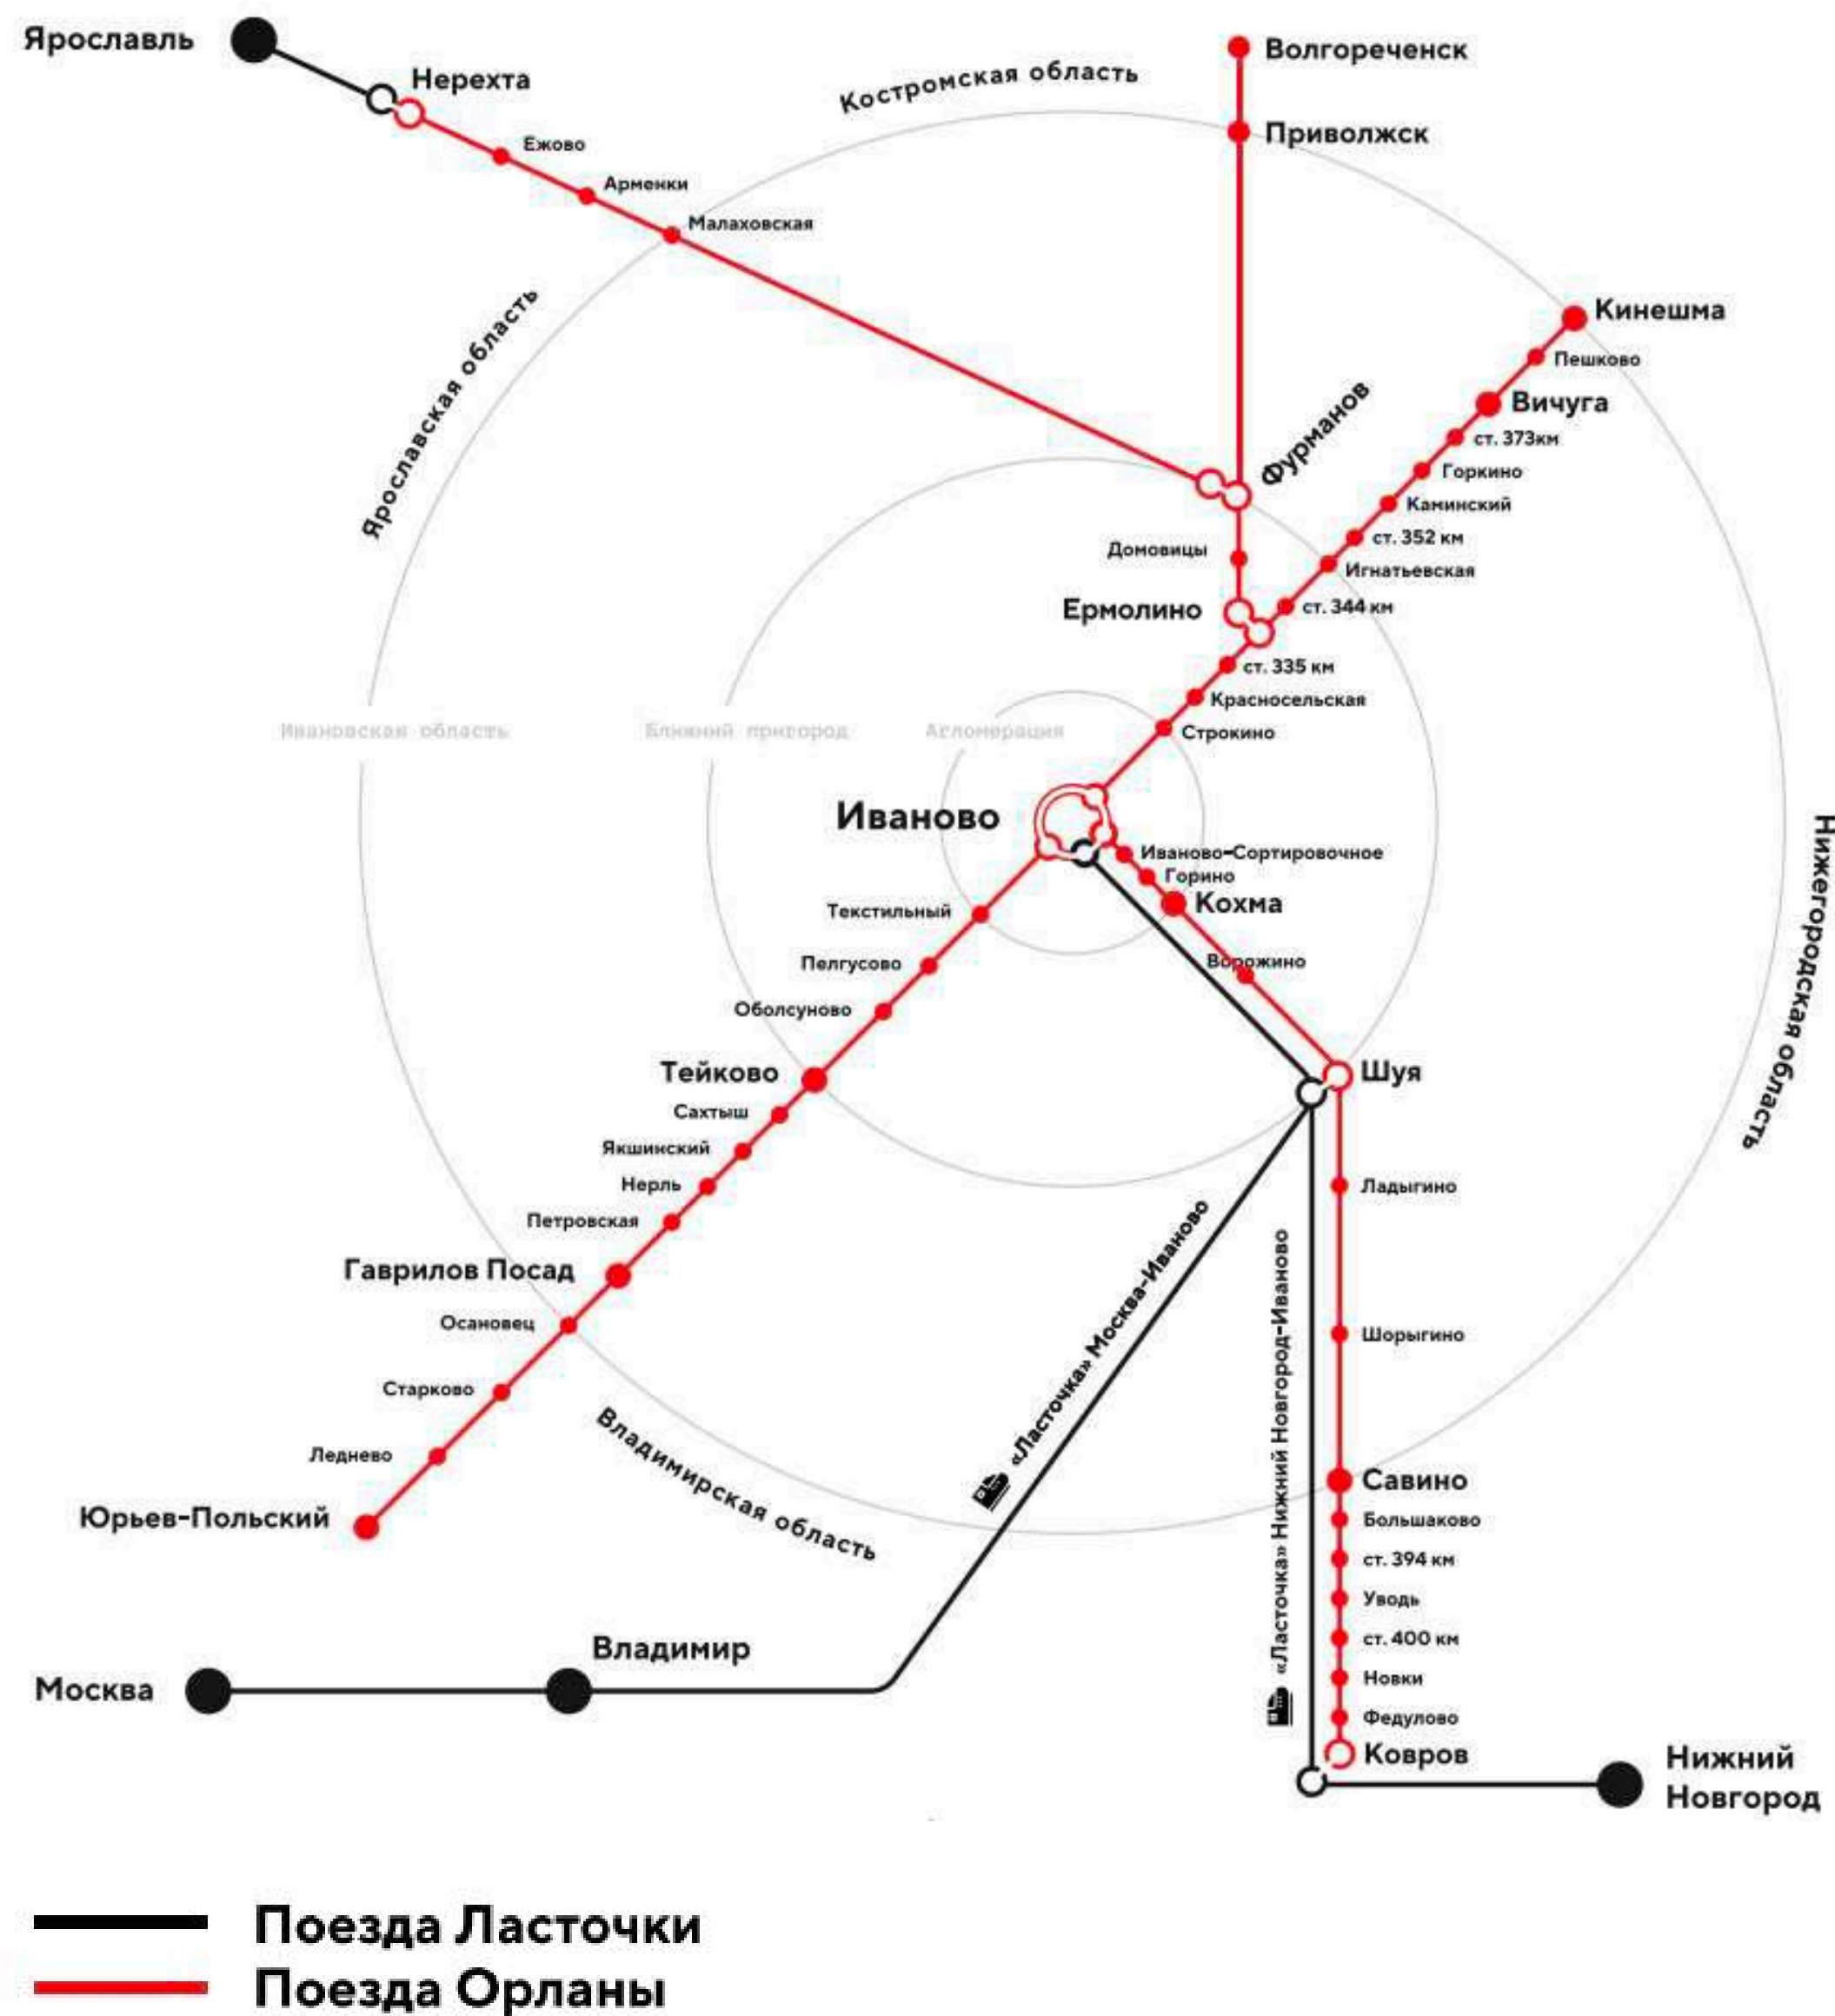 Ярославль
Нерехта
Ежово
Арменки
Малаховская
Костромская область
Волгореченск
Приволжск
Ярославская область
Кинешма
Пешково
Вичуга
ст. 373км
Горкино
Каминский
ст. 352 км
Игнатьевская
ст. 344 км
Фурманов
Домовицы
Ермолино
ст. 335 км
Красносельская
Строкино
Ивановская область
Ближний пригород
Агломерация
Иваново
Иваново-Сортировочное
Горино
Кохма
Ворожино
Шуя
Нижегородская область
Текстильный
Пелгусово
Оболсуново
Тейково
Сахтыш
Якшинский
Нерль
Петровская
Гаврилов Посад
Осановец
Старково
Леднево
Юрьев-Польский
Владимирская область
«Ласточка» Москва-Иваново
«Ласточка» Нижний Новгород-Иваново
Ладыгино
Шорыгино
Савино
Большаково
ст. 394 км
Уводь
ст. 400 км
Новки
Федулово
Ковров
Владимир
Москва
Нижний
Новгород
Поезда Ласточки
Поезда Орланы